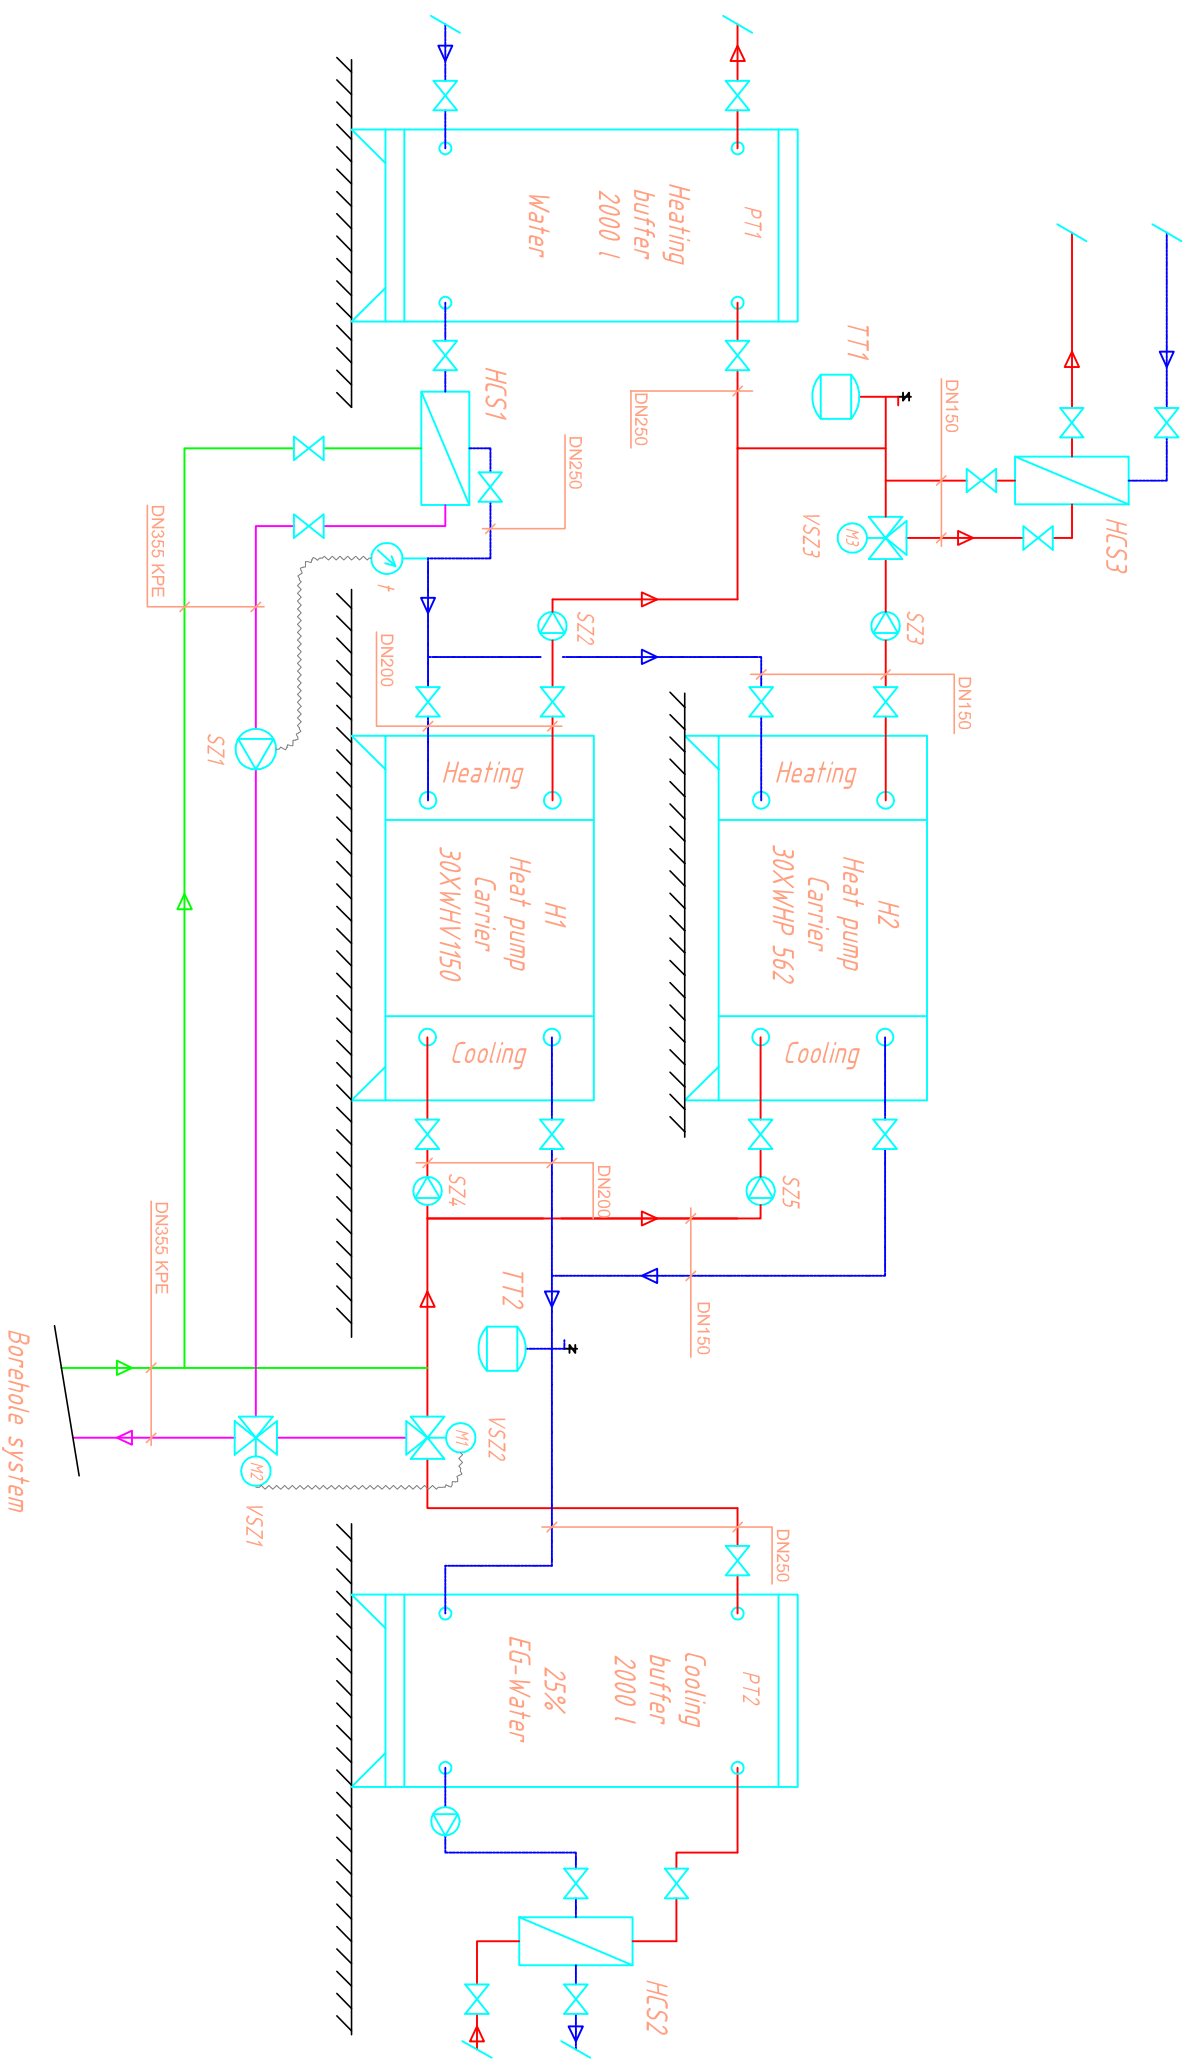 HCS3
DN150
TT1
VSZ3
M3
SZ3
DN150
PT1
Heating
buffer
2000 l
Water
DN250
HCS1
DN250
SZ2
DN200
t
DN355 KPE
SZ1
Heating
H2
Heat pump
Carrier
30XWHP 562
Cooling
Heating
H1
Heat pump
Carrier
30XWHV1150
Cooling
SZ5
SZ4
DN200
DN150
TT2
DN355 KPE
VSZ2
M1
M2
VSZ1
Borehole system
DN250
PT2
Cooling
buffer
2000 l
25%
EG-Water
HCS2